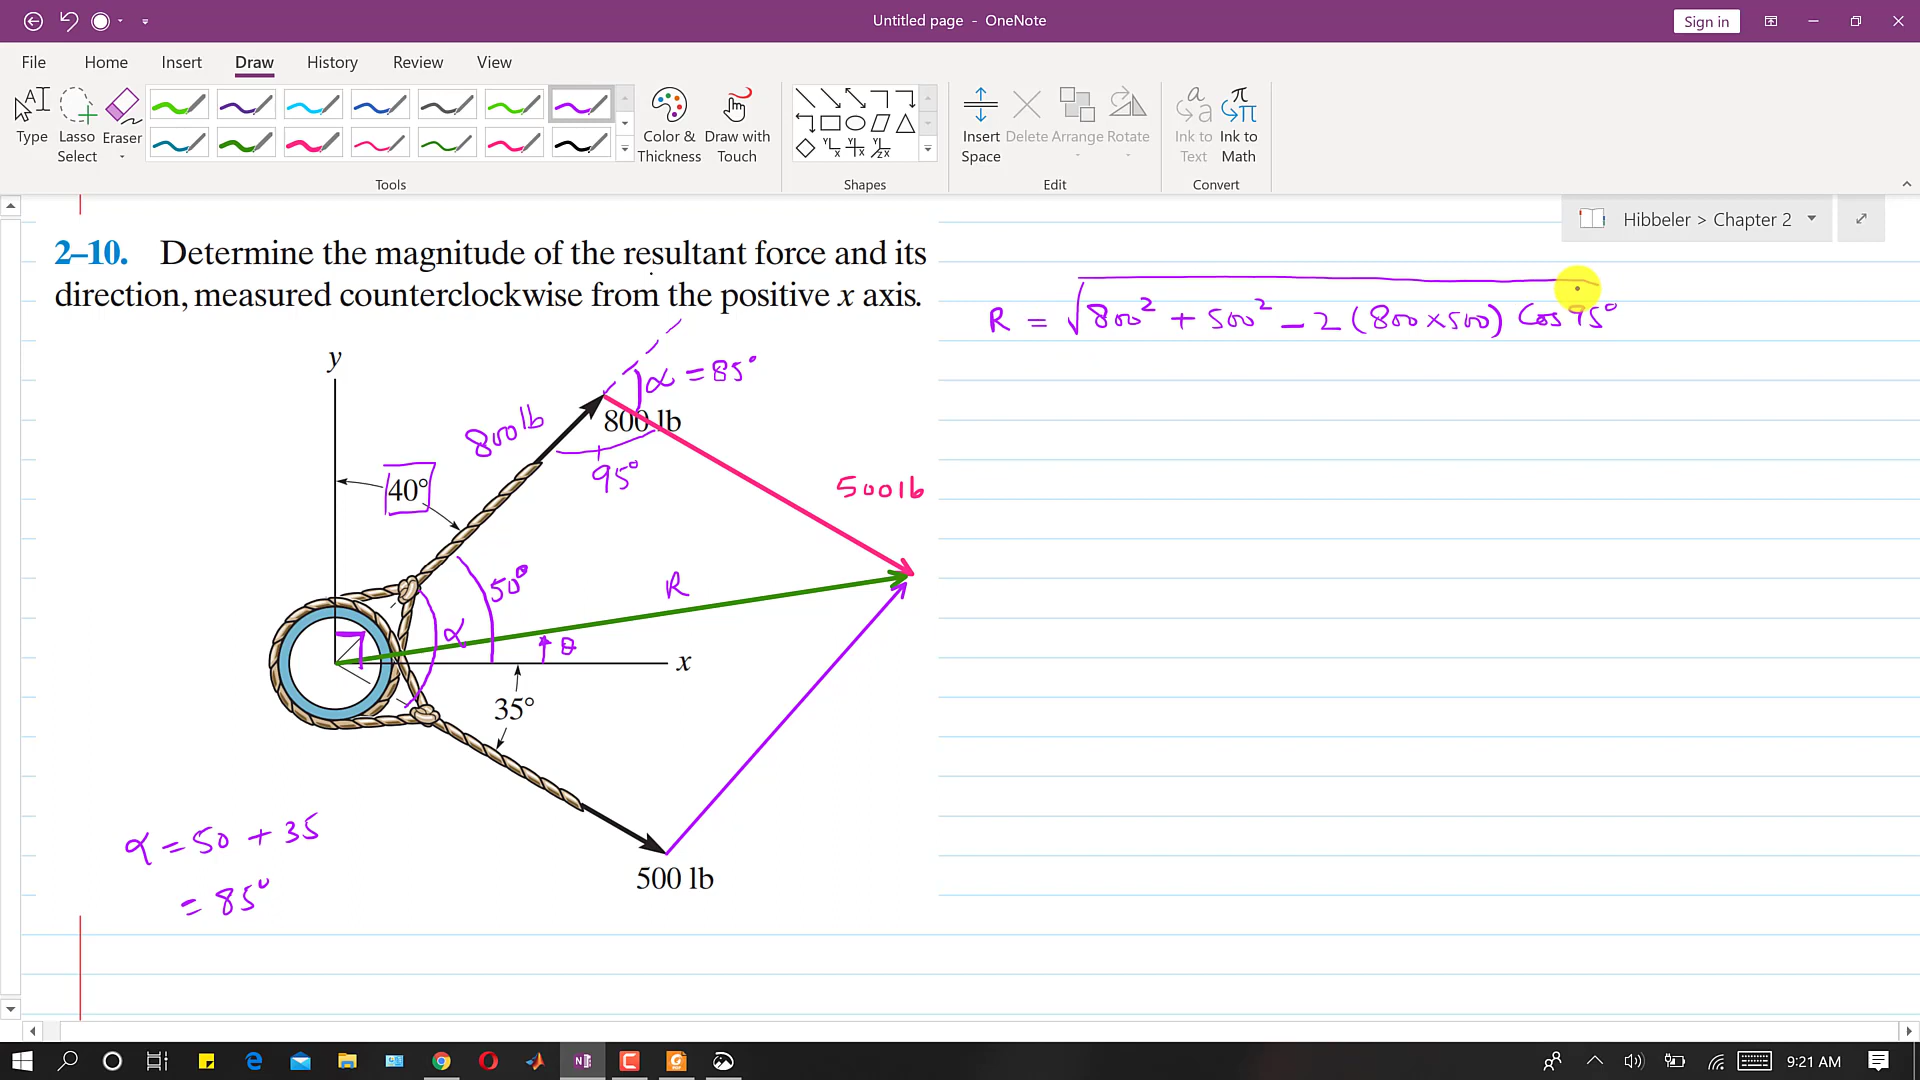 Untitled page - OneNote
Sign in
File Home Insert Draw History Review View
Type
Lasso Select
Eraser
Color & Thickness
Draw with Touch
Insert Space
Delete
Arrange
Rotate
Ink to Text
Ink to Math
Tools
Shapes
Edit
Convert
Hibbeler > Chapter 2
2–10. Determine the magnitude of the resultant force and its
direction, measured counterclockwise from the positive x axis.
R = √800² + 500² – 2 (800×500) Cos 95°
y
α = 85°
800lb
800 lb
95°
40°
500lb
50°
R
α
θ
x
35°
α = 50 + 35
= 85°
500 lb
9:21 AM